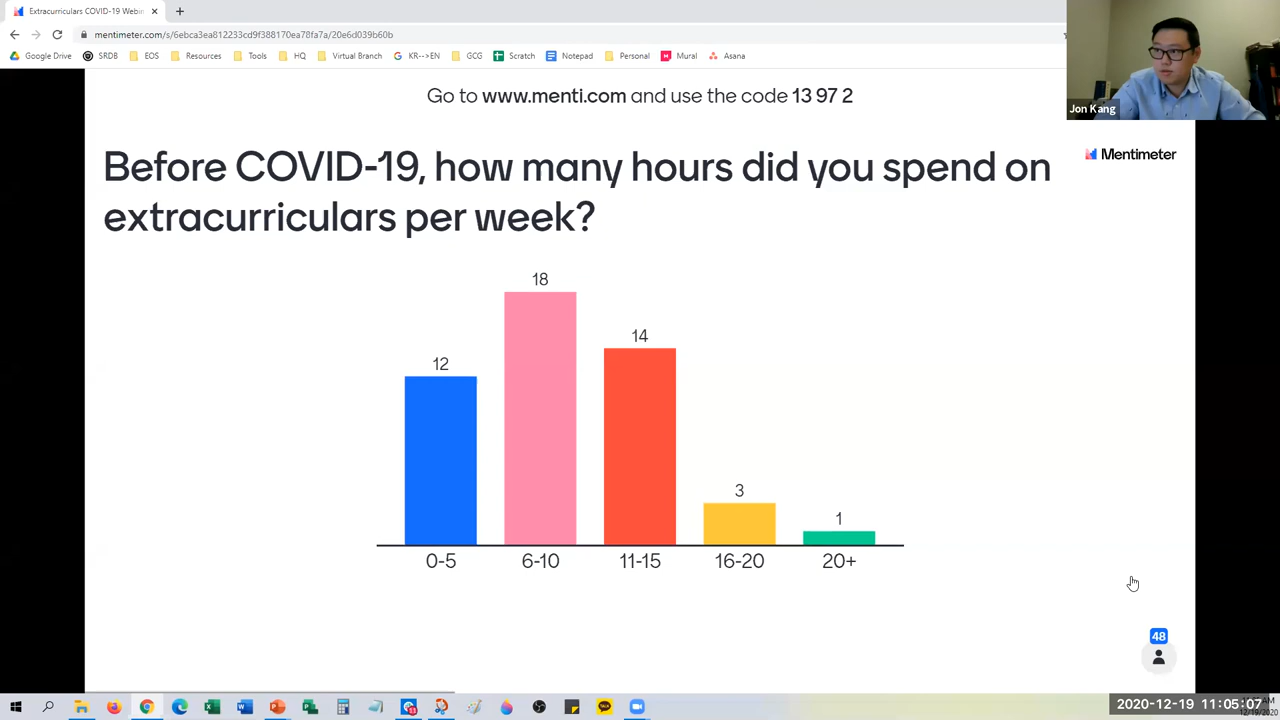 Extracurriculars COVID-19 Webin
mentimeter.com/s/6ebca3ea812233cd9f388170ea78fa7a/20e6d039b60b
Google Drive SRDB EOS Resources Tools HQ Virtual Branch KR-->EN GCG Scratch Notepad Personal Mural Asana
Jon Kang
Go to www.menti.com and use the code 13 97 2
Mentimeter
Before COVID-19, how many hours did you spend on
extracurriculars per week?
18
14
12
3
1
0-5 6-10 11-15 16-20 20+
48
2020-12-19 11:05:07